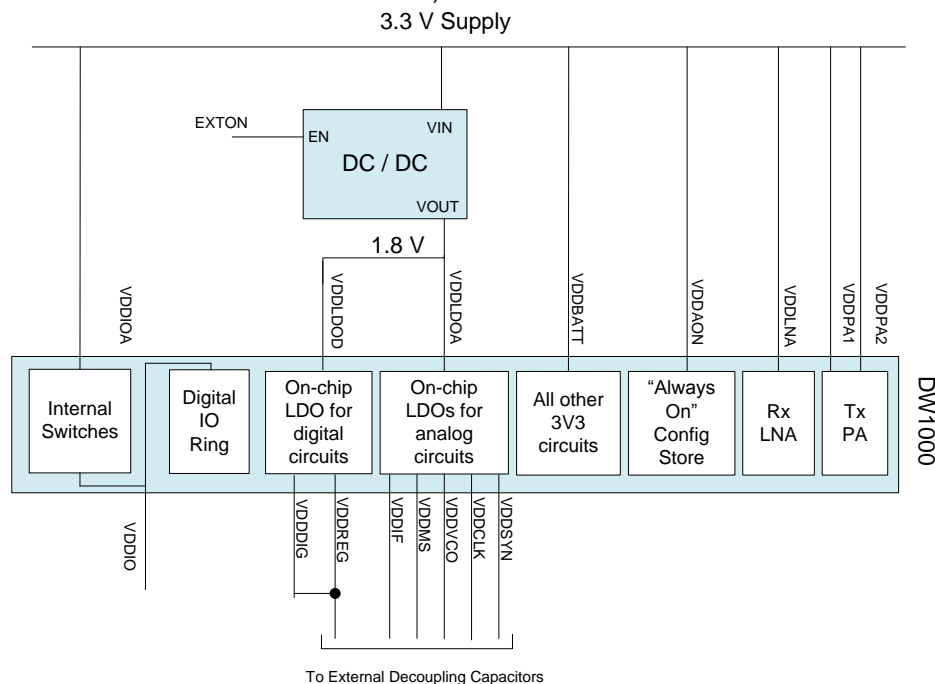 3.3 V Supply
EXTON
EN
VIN
DC / DC
VOUT
1.8 V
VDDIOA
VDDLDOD
VDDLDOA
VDDBATT
VDDAON
VDDLNA
VDDPA1
VDDPA2
Internal
Switches
Digital
IO
Ring
On-chip
LDO for
digital
circuits
On-chip
LDOs for
analog
circuits
All other
3V3
circuits
“Always
On”
Config
Store
Rx
LNA
Tx
PA
DW1000
VDDIO
VDDDIG
VDDREG
VDDIF
VDDMS
VDDVCO
VDDCLK
VDDSYN
To External Decoupling Capacitors